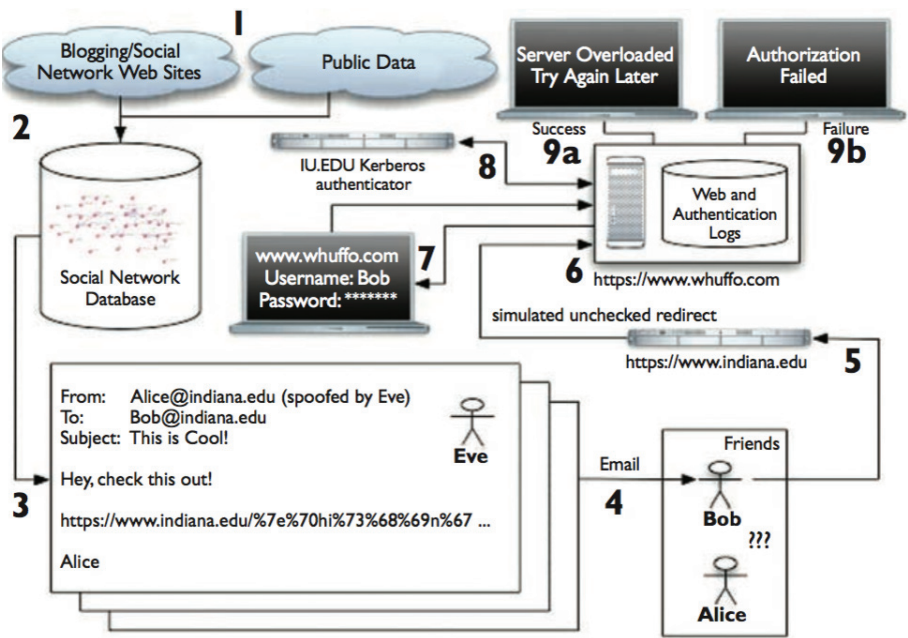 1
Blogging/Social
Network Web Sites
Public Data
Server Overloaded
Try Again Later
Authorization
Failed
2
Success
9a
Failure
9b
IU.EDU Kerberos
authenticator
8
Web and
Authentication
Logs
www.whuffo.com
Username: Bob
Password: *******
7
6
https://www.whuffo.com
Social Network
Database
simulated unchecked redirect
https://www.indiana.edu
5
From: Alice@indiana.edu (spoofed by Eve)
To: Bob@indiana.edu
Subject: This is Cool!
Eve
Hey, check this out!
https://www.indiana.edu/%7e%70hi%73%68%69n%67 ...
Alice
3
Email
4
Friends
Bob
???
Alice